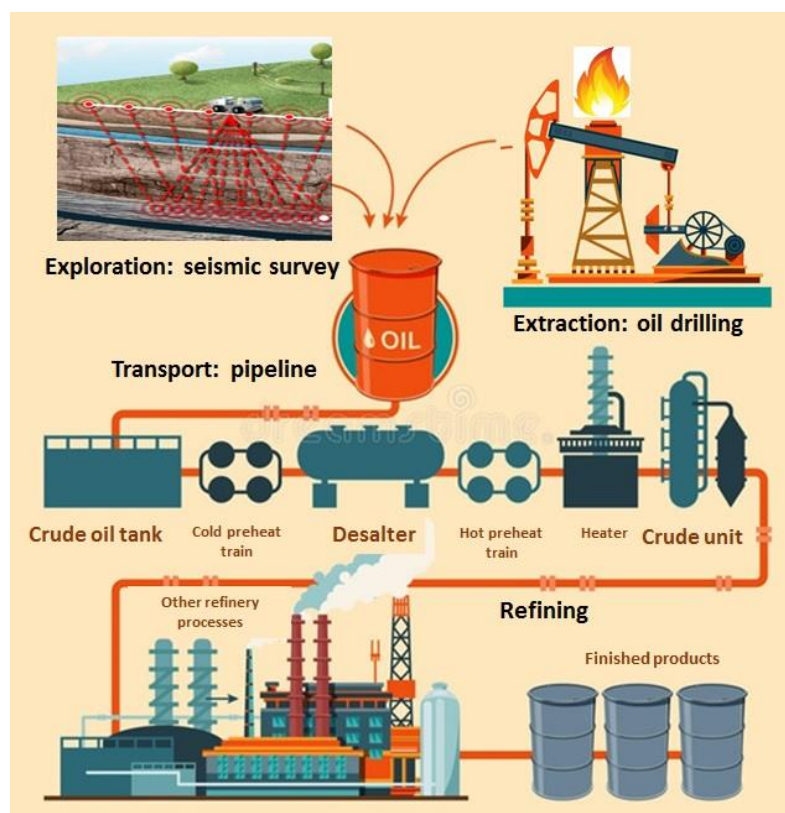 Exploration: seismic survey
Extraction: oil drilling
OIL
Transport: pipeline
dreamstime.
Crude oil tank
Cold preheat
train
Desalter
Hot preheat
train
Heater
Crude unit
Other refinery
processes
Refining
Finished products